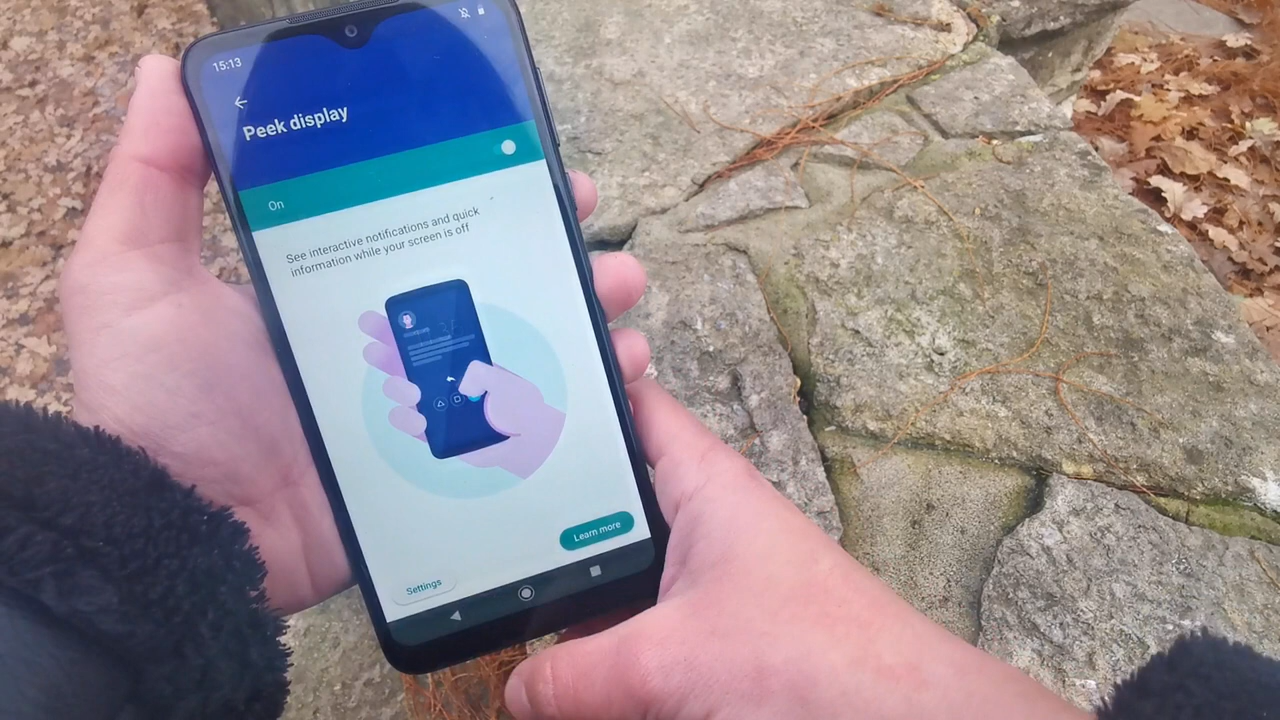 15:13
Peek display
On
See interactive notifications and quick
information while your screen is off
Learn more
Settings